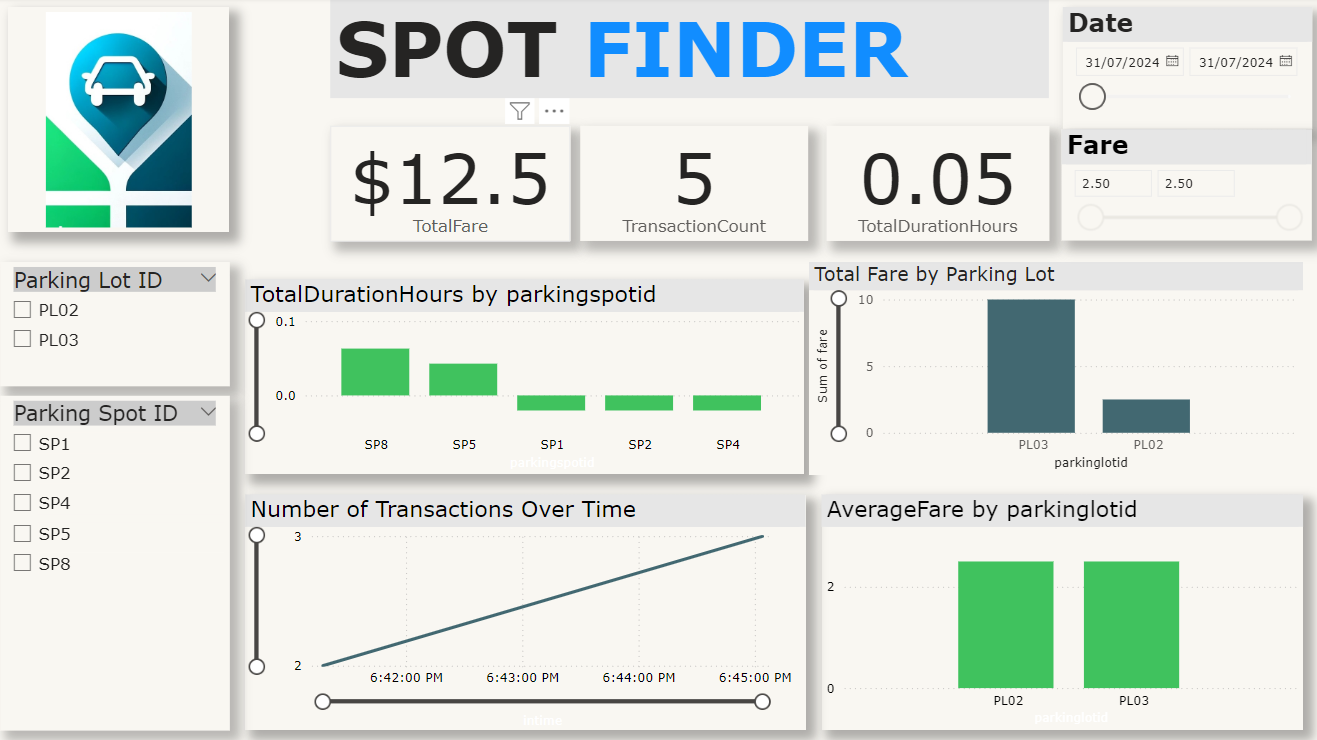 SPOT FINDER
Date
31/07/2024 31/07/2024
Fare
2.50 2.50
$12.5
TotalFare
5
TransactionCount
0.05
TotalDurationHours
Parking Lot ID
PL02
PL03
Parking Spot ID
SP1
SP2
SP4
SP5
SP8
TotalDurationHours by parkingspotid
0.1
0.0
SP8 SP5 SP1 SP2 SP4
parkingspotid
Total Fare by Parking Lot
Sum of fare
10
5
0
PL03 PL02
parkinglotid
Number of Transactions Over Time
3
2
6:42:00 PM 6:43:00 PM 6:44:00 PM 6:45:00 PM
intime
AverageFare by parkinglotid
2
0
PL02 PL03
parkinglotid